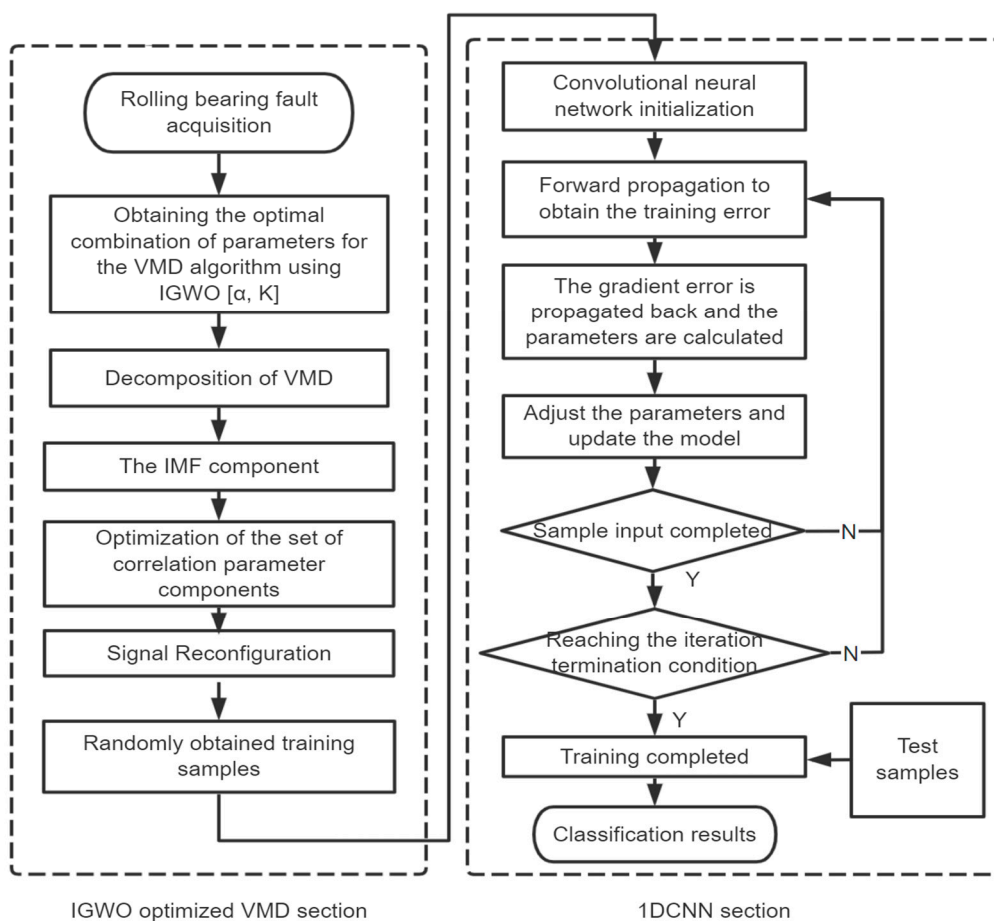 Rolling bearing fault
acquisition
Obtaining the optimal
combination of parameters for
the VMD algorithm using
IGWO [α, K]
Decomposition of VMD
The IMF component
Optimization of the set of
correlation parameter
components
Signal Reconfiguration
Randomly obtained training
samples
IGWO optimized VMD section
Convolutional neural
network initialization
Forward propagation to
obtain the training error
The gradient error is
propagated back and the
parameters are calculated
Adjust the parameters and
update the model
Sample input completed
N
Y
Reaching the iteration
termination condition
N
Y
Training completed
Test
samples
Classification results
1DCNN section